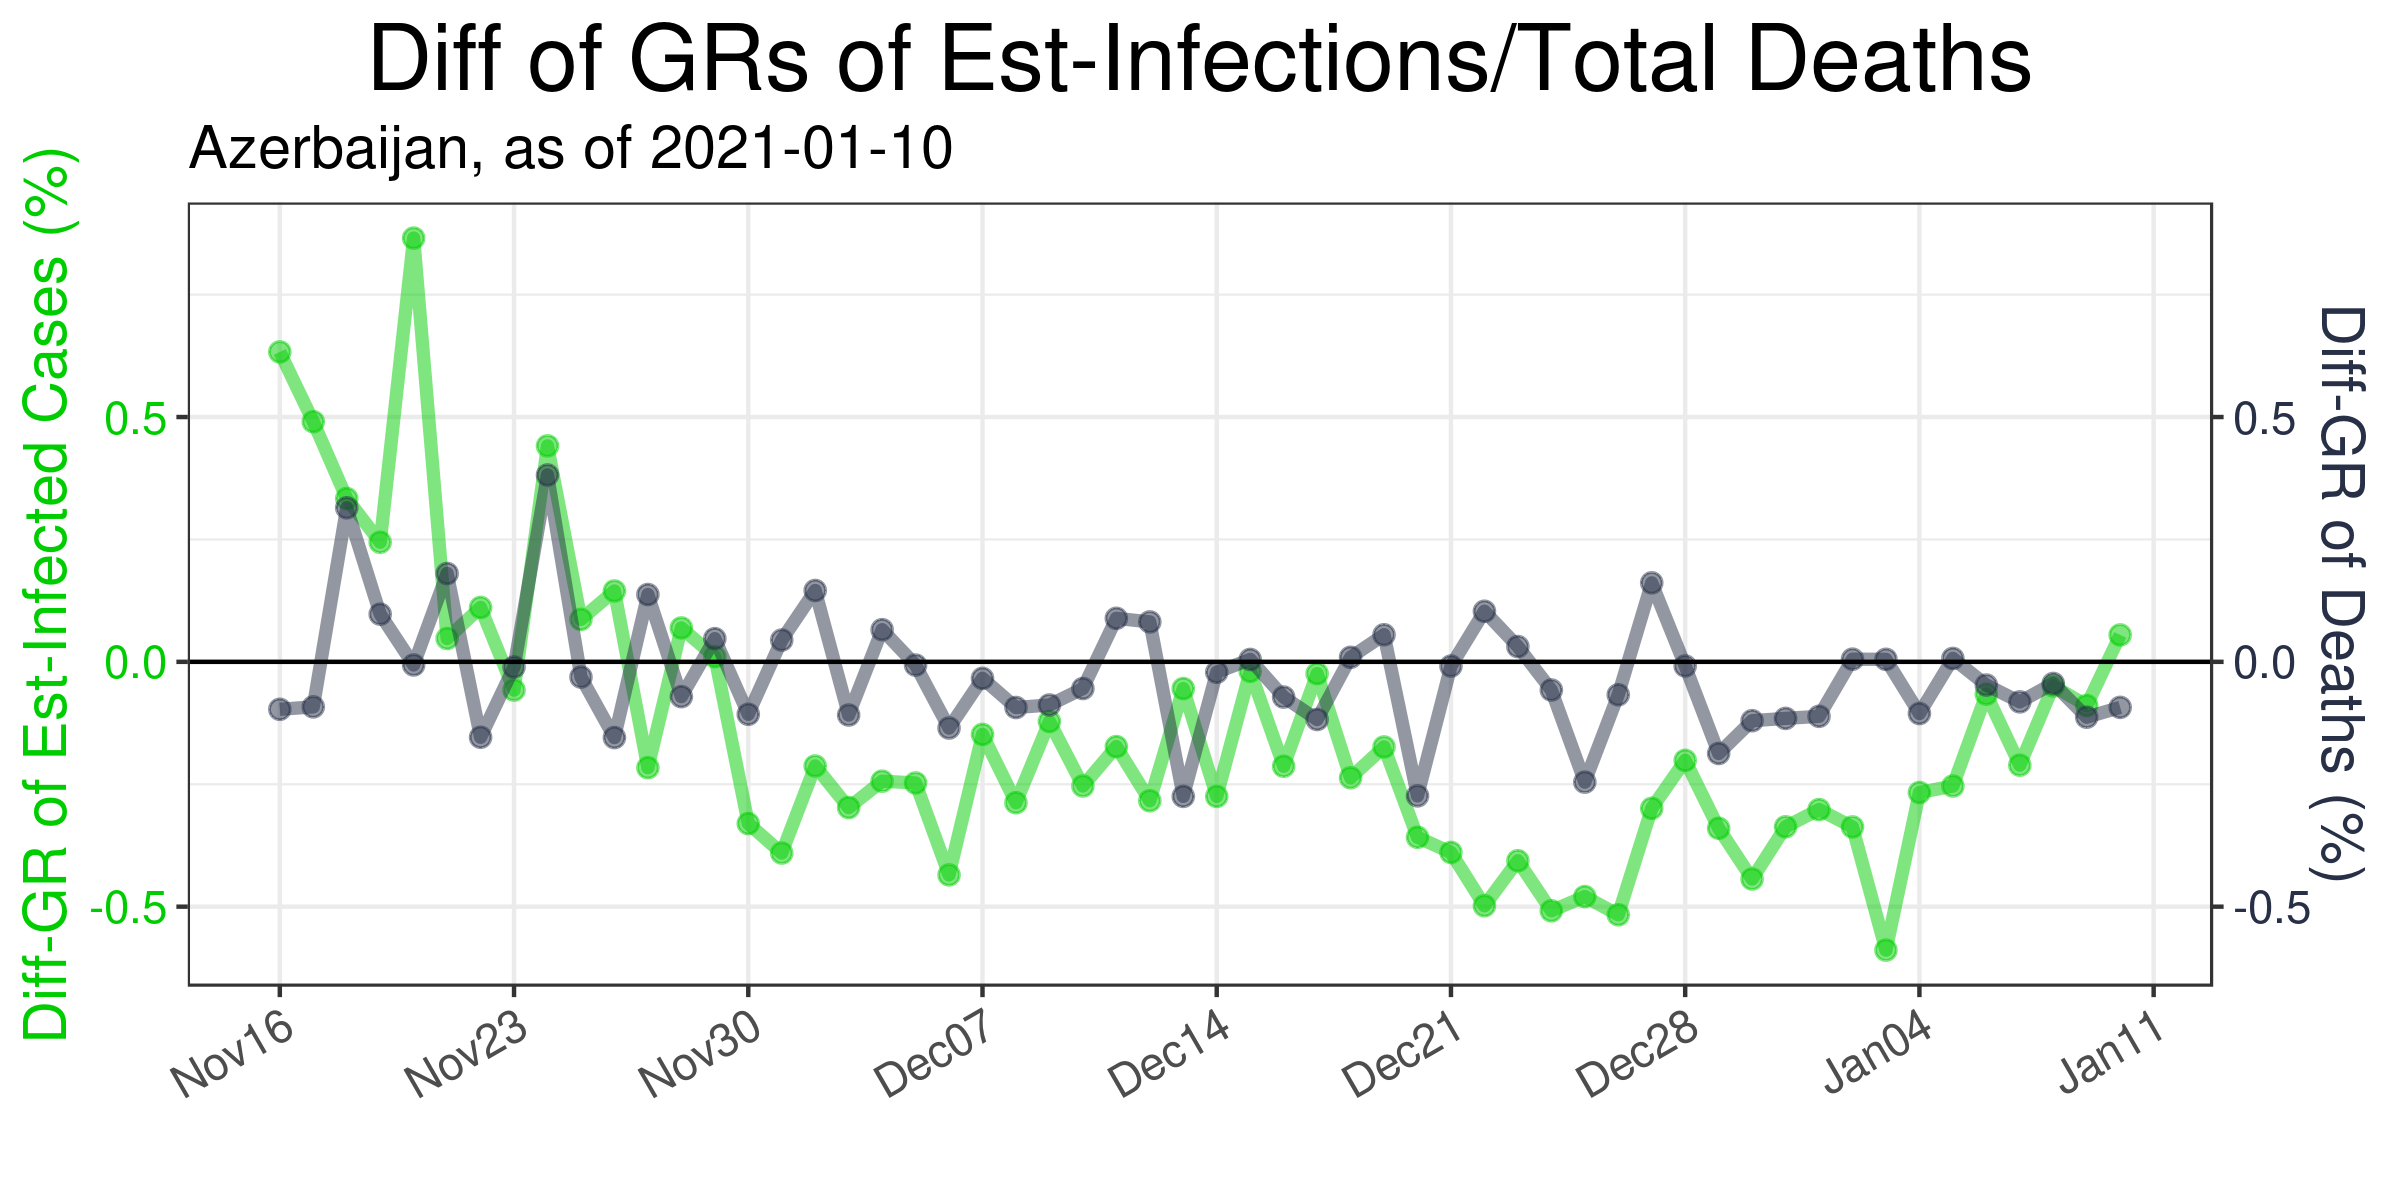 Diff of GRs of Est-Infections/Total Deaths
Azerbaijan, as of 2021-01-10
Diff-GR of Est-Infected Cases (%)
0.5
0.0
-0.5
0.5
0.0
-0.5
Diff-GR of Deaths (%)
Nov16
Nov23
Nov30
Dec07
Dec14
Dec21
Dec28
Jan04
Jan11